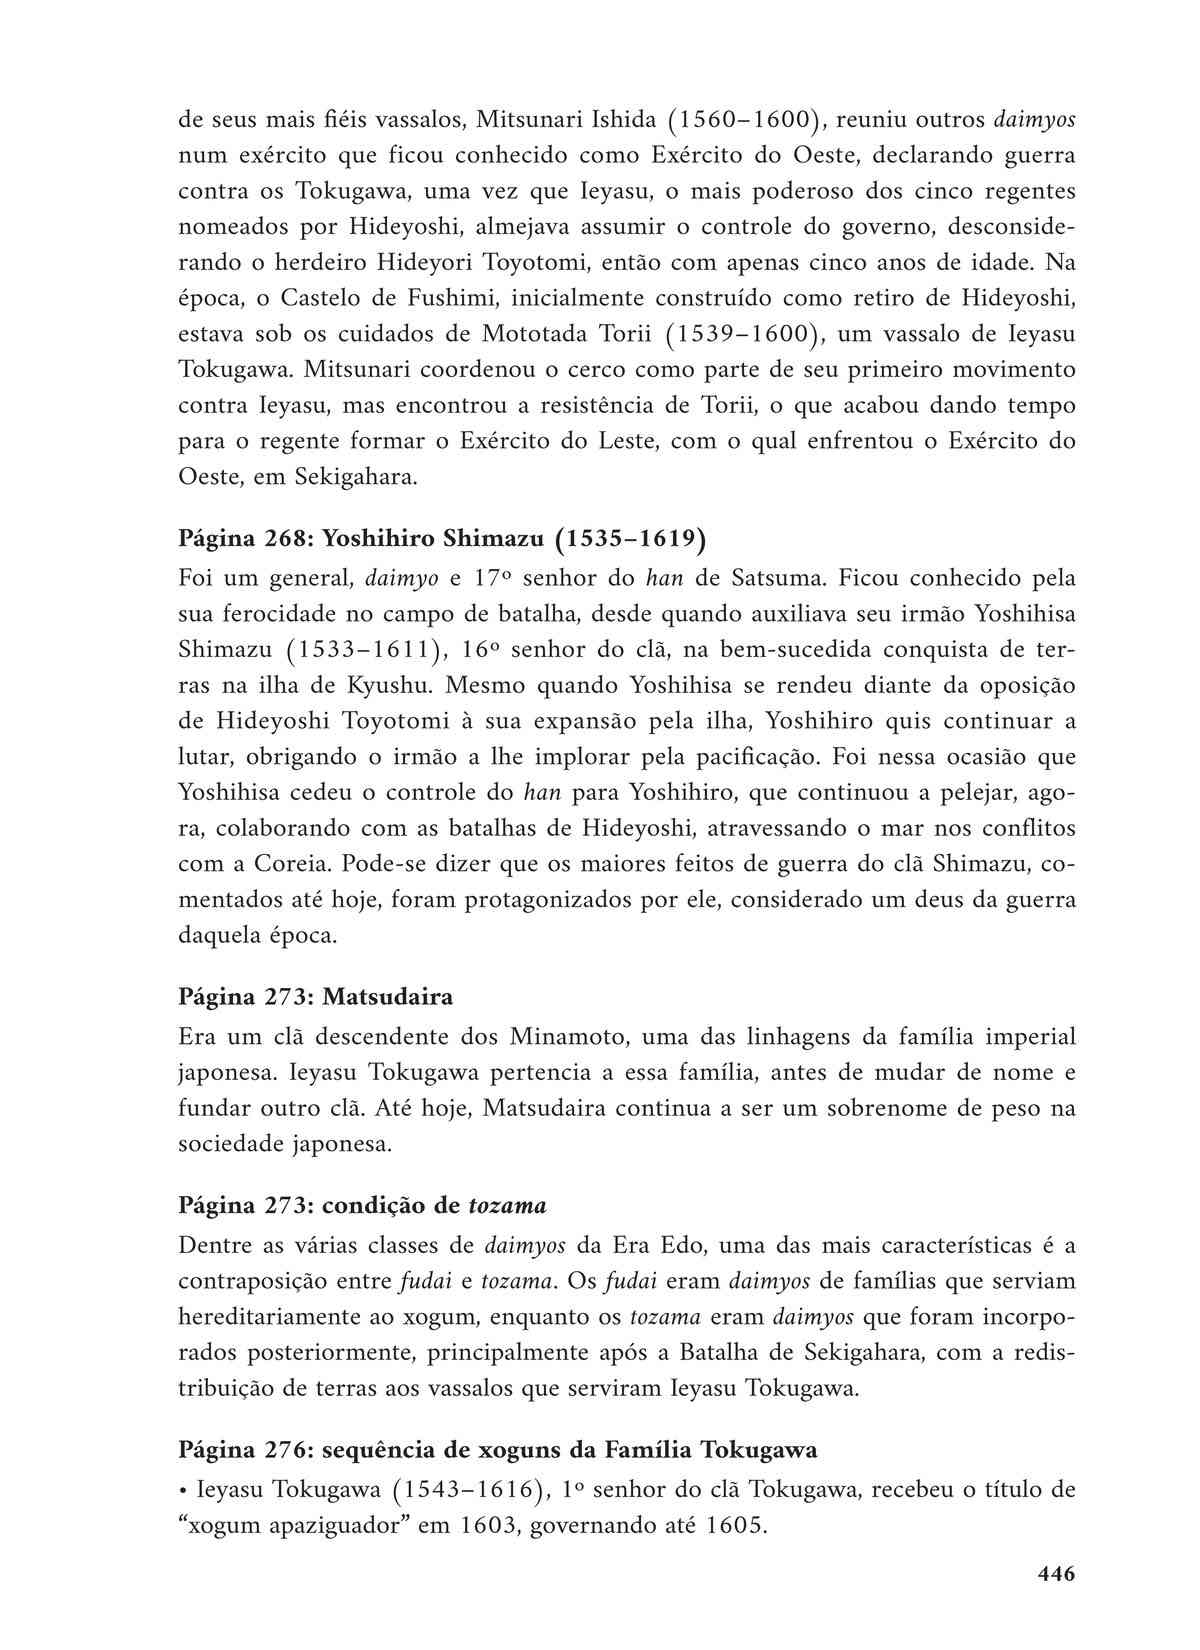 de seus mais fiéis vassalos, Mitsunari Ishida (1560–1600), reuniu outros daimyos
num exército que ficou conhecido como Exército do Oeste, declarando guerra
contra os Tokugawa, uma vez que Ieyasu, o mais poderoso dos cinco regentes
nomeados por Hideyoshi, almejava assumir o controle do governo, desconside-
rando o herdeiro Hideyori Toyotomi, então com apenas cinco anos de idade. Na
época, o Castelo de Fushimi, inicialmente construído como retiro de Hideyoshi,
estava sob os cuidados de Mototada Torii (1539–1600), um vassalo de Ieyasu
Tokugawa. Mitsunari coordenou o cerco como parte de seu primeiro movimento
contra Ieyasu, mas encontrou a resistência de Torii, o que acabou dando tempo
para o regente formar o Exército do Leste, com o qual enfrentou o Exército do
Oeste, em Sekigahara.
Página 268: Yoshihiro Shimazu (1535–1619)
Foi um general, daimyo e 17º senhor do han de Satsuma. Ficou conhecido pela
sua ferocidade no campo de batalha, desde quando auxiliava seu irmão Yoshihisa
Shimazu (1533–1611), 16º senhor do clã, na bem-sucedida conquista de ter-
ras na ilha de Kyushu. Mesmo quando Yoshihisa se rendeu diante da oposição
de Hideyoshi Toyotomi à sua expansão pela ilha, Yoshihiro quis continuar a
lutar, obrigando o irmão a lhe implorar pela pacificação. Foi nessa ocasião que
Yoshihisa cedeu o controle do han para Yoshihiro, que continuou a pelejar, ago-
ra, colaborando com as batalhas de Hideyoshi, atravessando o mar nos conflitos
com a Coreia. Pode-se dizer que os maiores feitos de guerra do clã Shimazu, co-
mentados até hoje, foram protagonizados por ele, considerado um deus da guerra
daquela época.
Página 273: Matsudaira
Era um clã descendente dos Minamoto, uma das linhagens da família imperial
japonesa. Ieyasu Tokugawa pertencia a essa família, antes de mudar de nome e
fundar outro clã. Até hoje, Matsudaira continua a ser um sobrenome de peso na
sociedade japonesa.
Página 273: condição de tozama
Dentre as várias classes de daimyos da Era Edo, uma das mais características é a
contraposição entre fudai e tozama. Os fudai eram daimyos de famílias que serviam
hereditariamente ao xogum, enquanto os tozama eram daimyos que foram incorpo-
rados posteriormente, principalmente após a Batalha de Sekigahara, com a redis-
tribuição de terras aos vassalos que serviram Ieyasu Tokugawa.
Página 276: sequência de xoguns da Família Tokugawa
• Ieyasu Tokugawa (1543–1616), 1º senhor do clã Tokugawa, recebeu o título de
“xogum apaziguador” em 1603, governando até 1605.
446